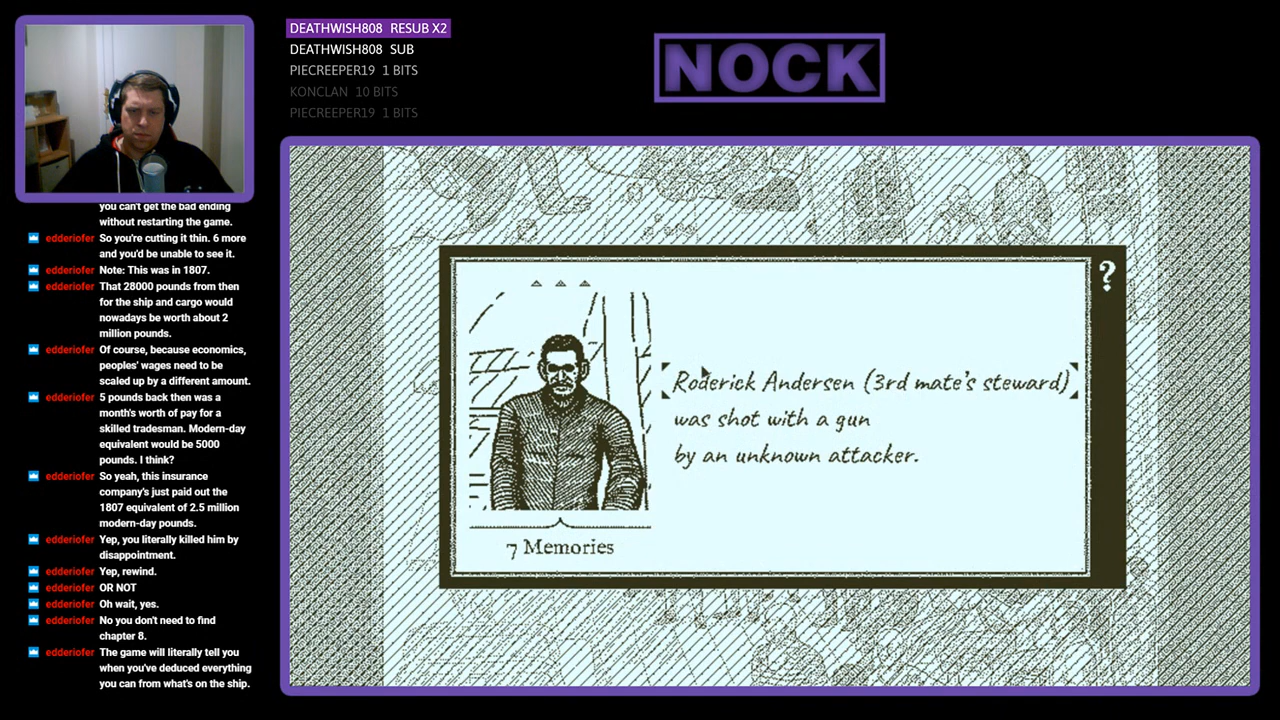 DEATHWISH808 RESUB X2
DEATHWISH808 SUB
PIECREEPER19 1 BITS
KONCLAN 10 BITS
PIECREEPER19 1 BITS
NOCK
you can't get the bad ending
without restarting the game.
edderiofer So you're cutting it thin. 6 more
and you'd be unable to see it.
edderiofer Note: This was in 1807.
edderiofer That 28000 pounds from then
for the ship and cargo would
nowadays be worth about 2
million pounds.
edderiofer Of course, because economics,
peoples' wages need to be
scaled up by a different amount.
edderiofer 5 pounds back then was a
month's worth of pay for a
skilled tradesman. Modern-day
equivalent would be 5000
pounds. I think?
edderiofer So yeah, this insurance
company's just paid out the
1807 equivalent of 2.5 million
modern-day pounds.
edderiofer Yep, you literally killed him by
disappointment.
edderiofer Yep, rewind.
edderiofer OR NOT
edderiofer Oh wait, yes.
edderiofer No you don't need to find
chapter 8.
edderiofer The game will literally tell you
when you've deduced everything
you can from what's on the ship.
?
Roderick Andersen (3rd mate's steward)
was shot with a gun
by an unknown attacker.
7 Memories